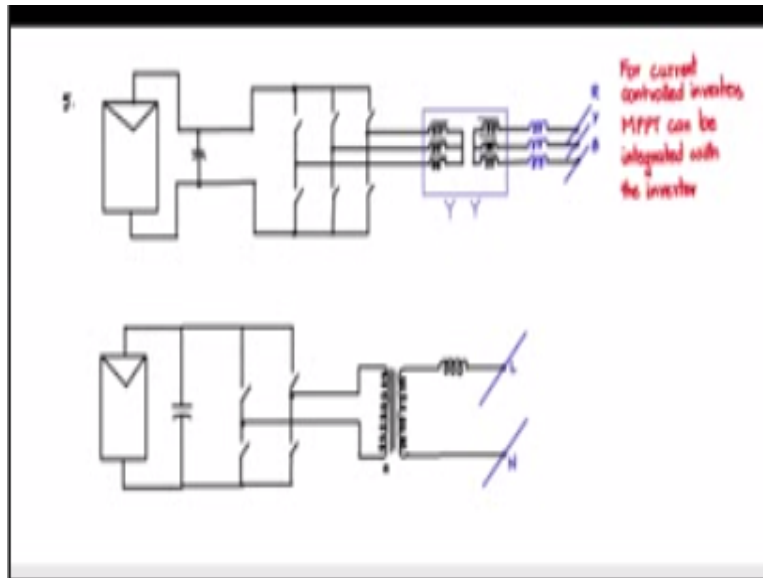 5.
For current
controlled inverters
MPPT can be
integrated with
the inverter
R
Y
B
Y Y
L
N